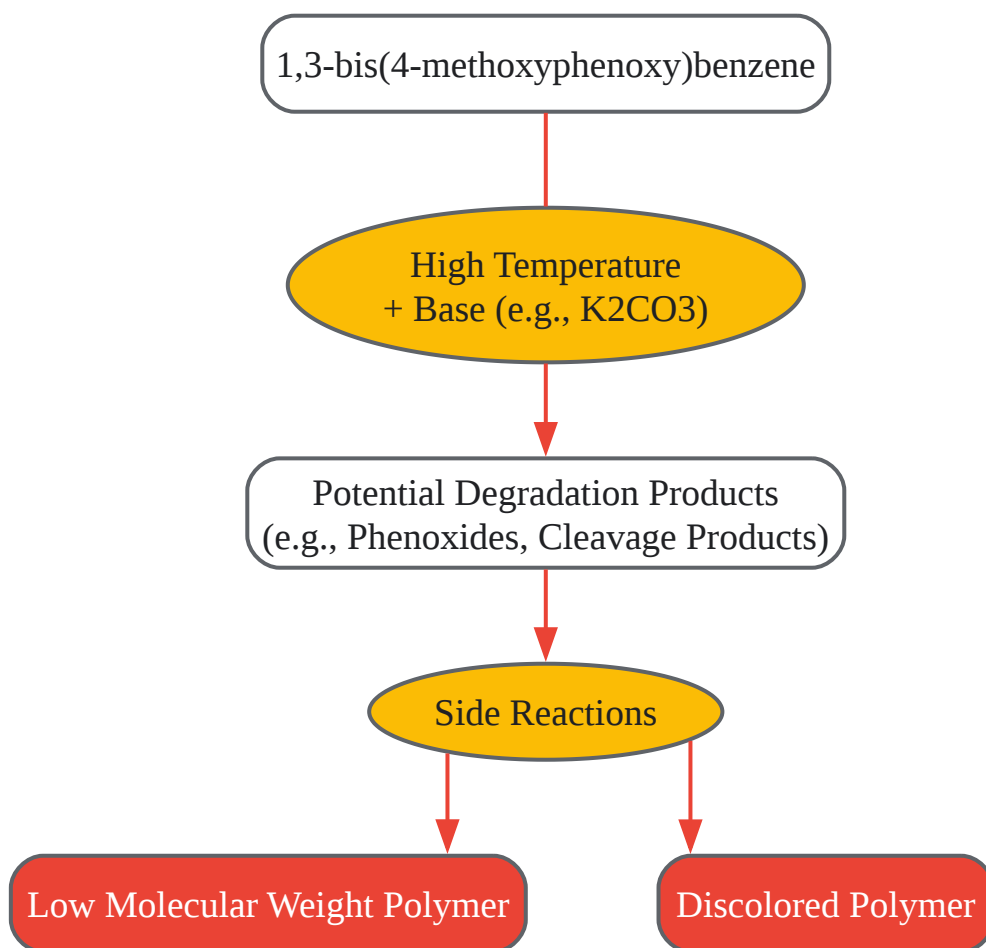 1,3-bis(4-methoxyphenoxy)benzene
High Temperature
+ Base (e.g., K2CO3)
Potential Degradation Products
(e.g., Phenoxides, Cleavage Products)
Side Reactions
Low Molecular Weight Polymer
Discolored Polymer